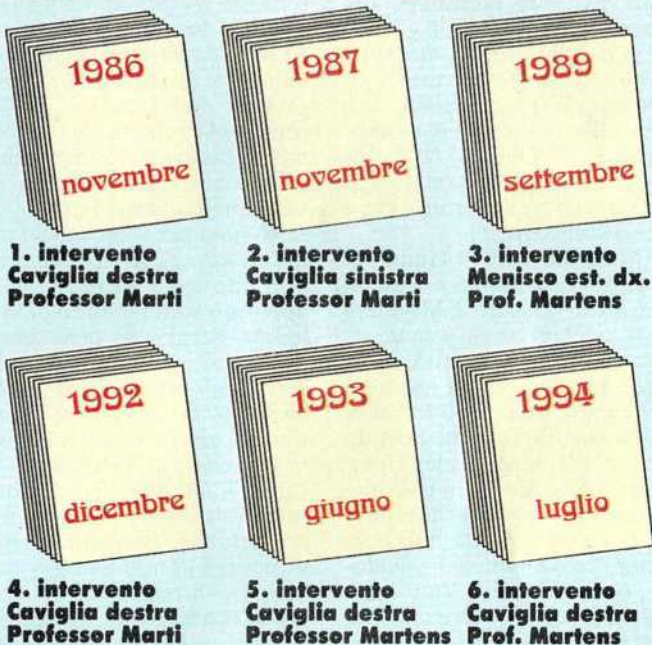 1986
novembre
1. intervento
Caviglia destra
Professor Marti
1987
novembre
2. intervento
Caviglia sinistra
Professor Marti
1989
settembre
3. intervento
Menisco est. dx.
Prof. Martens
1992
dicembre
4. intervento
Caviglia destra
Professor Marti
1993
giugno
5. intervento
Caviglia destra
Professor Martens
1994
luglio
6. intervento
Caviglia destra
Prof. Martens